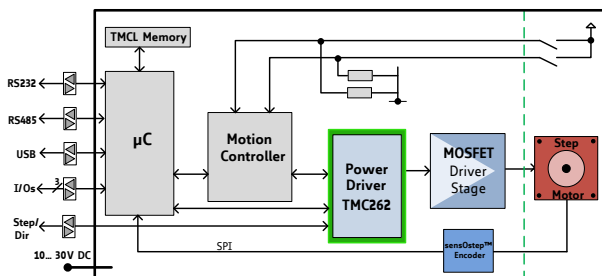 TMCL Memory
RS232
RS485
USB
3
I/Os
Step/
Dir
µC
Motion
Controller
Power
Driver
TMC262
MOSFET
Driver
Stage
Step
Motor
SPI
sensOstep™
Encoder
10... 30V DC